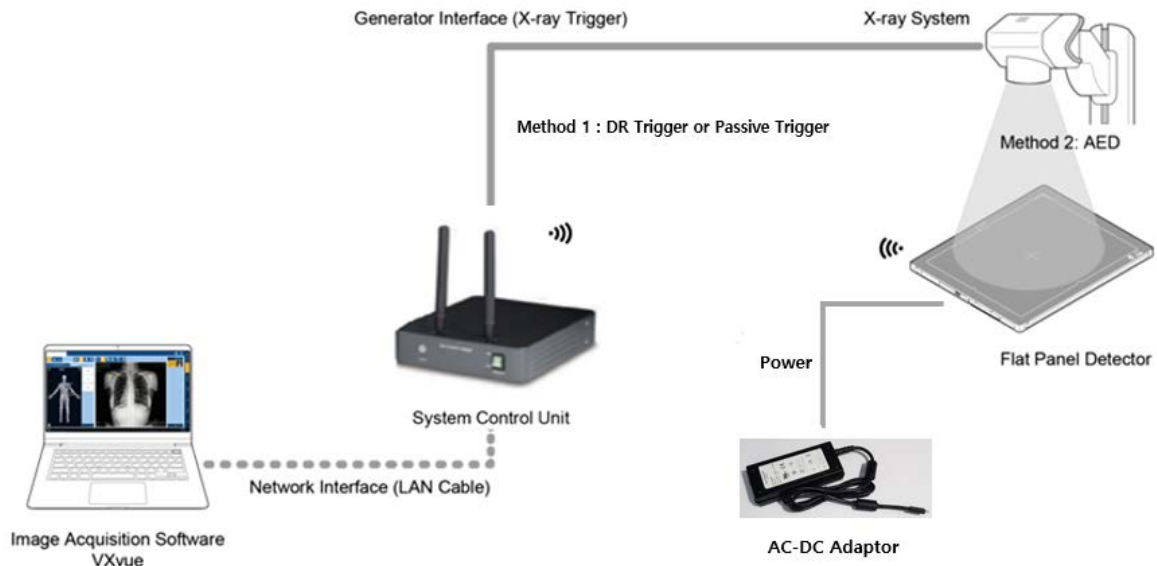 Generator Interface (X-ray Trigger)
X-ray System
Method 1 : DR Trigger or Passive Trigger
Method 2: AED
Power
Flat Panel Detector
System Control Unit
Network Interface (LAN Cable)
Image Acquisition Software
VXvue
AC-DC Adaptor